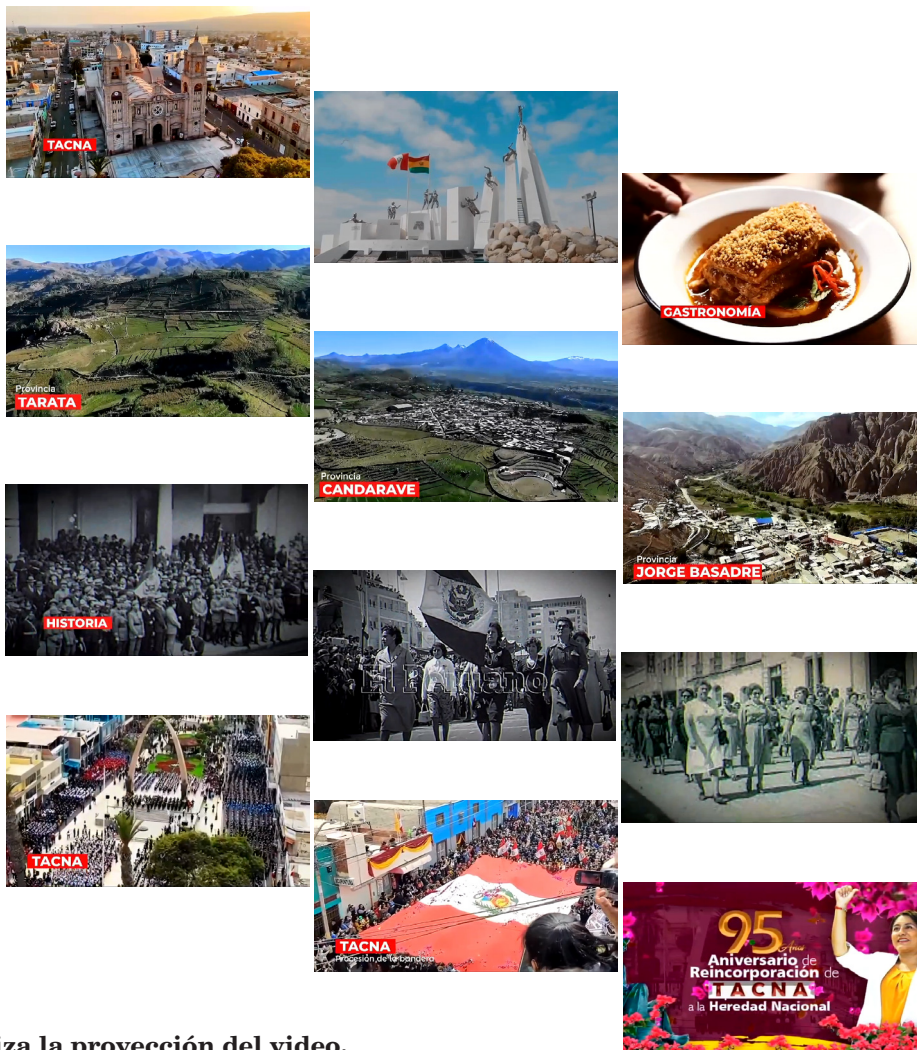 TACNA
GASTRONOMÍA
Provincia
TARATA
Provincia
CANDARAVE
Provincia
JORGE BASADRE
HISTORIA
El Peruano
TACNA
TACNA
Procesión de la bandera
95 Años
Aniversario de
Reincorporación de
TACNA
a la Heredad Nacional
iza la proyección del video.